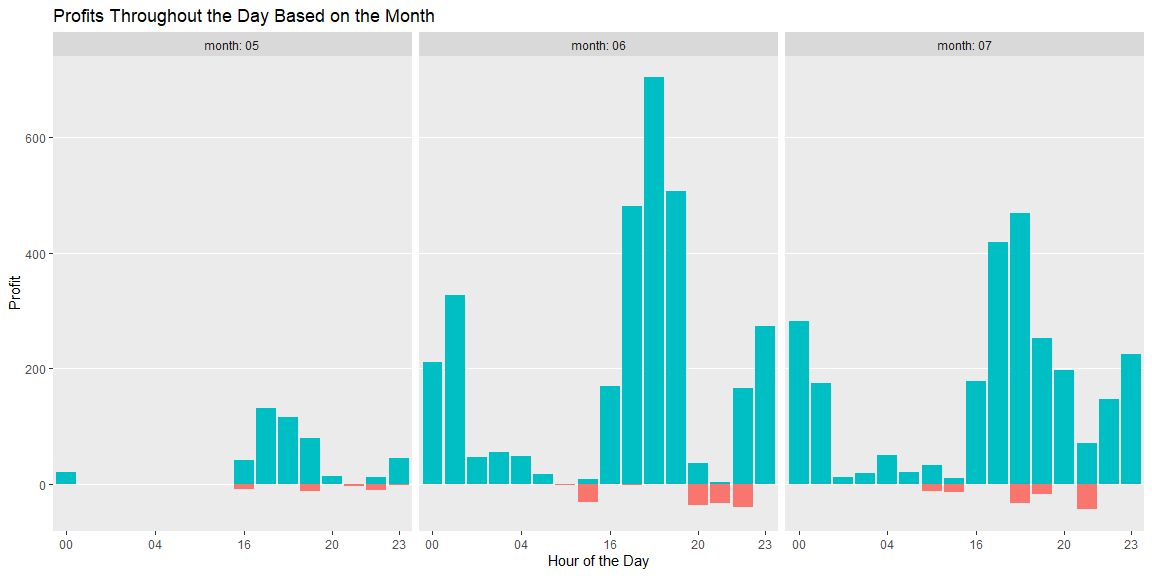 Profits Throughout the Day Based on the Month
month: 05
month: 06
month: 07
Profit
600
400
200
0
00 04 16 20 23
00 04 16 20 23
00 04 16 20 23
Hour of the Day